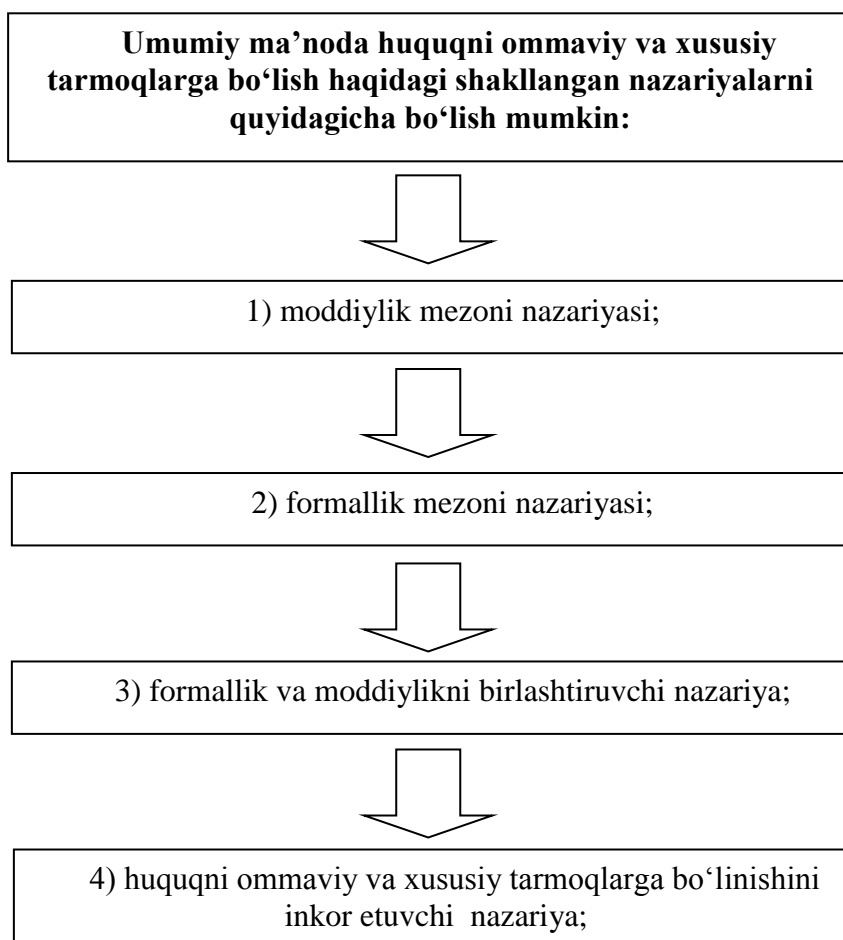 Umumiy ma’noda huquqni ommaviy va xususiy
tarmoqlarga bo‘lish haqidagi shakllangan nazariyalarni
quyidagicha bo‘lish mumkin:
1) moddiylik mezoni nazariyasi;
2) formallik mezoni nazariyasi;
3) formallik va moddiylikni birlashtiruvchi nazariya;
4) huquqni ommaviy va xususiy tarmoqlarga bo‘linishini
inkor etuvchi nazariya;